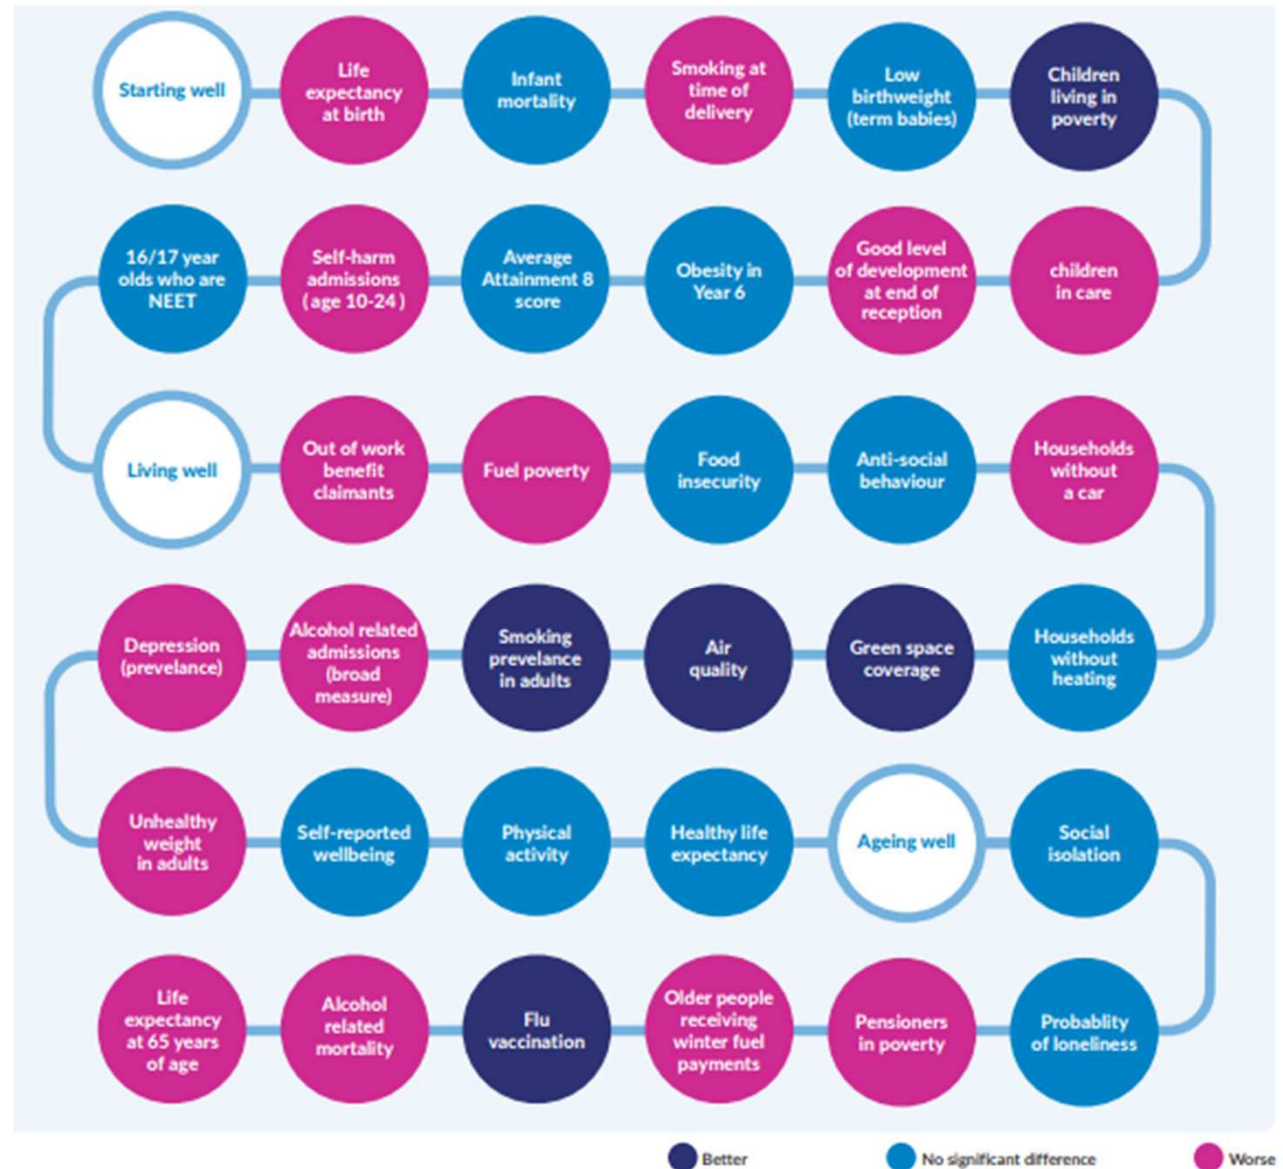 Starting well
Life
expectancy
at birth
Infant
mortality
Smoking at
time of
delivery
Low
birthweight
(term babies)
Children
living in
poverty
16/17 year
olds who are
NEET
Self-harm
admissions
(age 10-24 )
Average
Attainment 8
score
Obesity in
Year 6
Good level
of development
at end of
reception
children
in care
Living well
Out of work
benefit
claimants
Fuel poverty
Food
insecurity
Anti-social
behaviour
Households
without
a car
Depression
(prevelance)
Alcohol related
admissions
(broad
measure)
Smoking
prevelance
in adults
Air
quality
Green space
coverage
Households
without
heating
Unhealthy
weight
in adults
Self-reported
wellbeing
Physical
activity
Healthy life
expectancy
Ageing well
Social
isolation
Life
expectancy
at 65 years
of age
Alcohol
related
mortality
Flu
vaccination
Older people
receiving
winter fuel
payments
Pensioners
in poverty
Probablity
of loneliness
Better
No significant difference
Worse